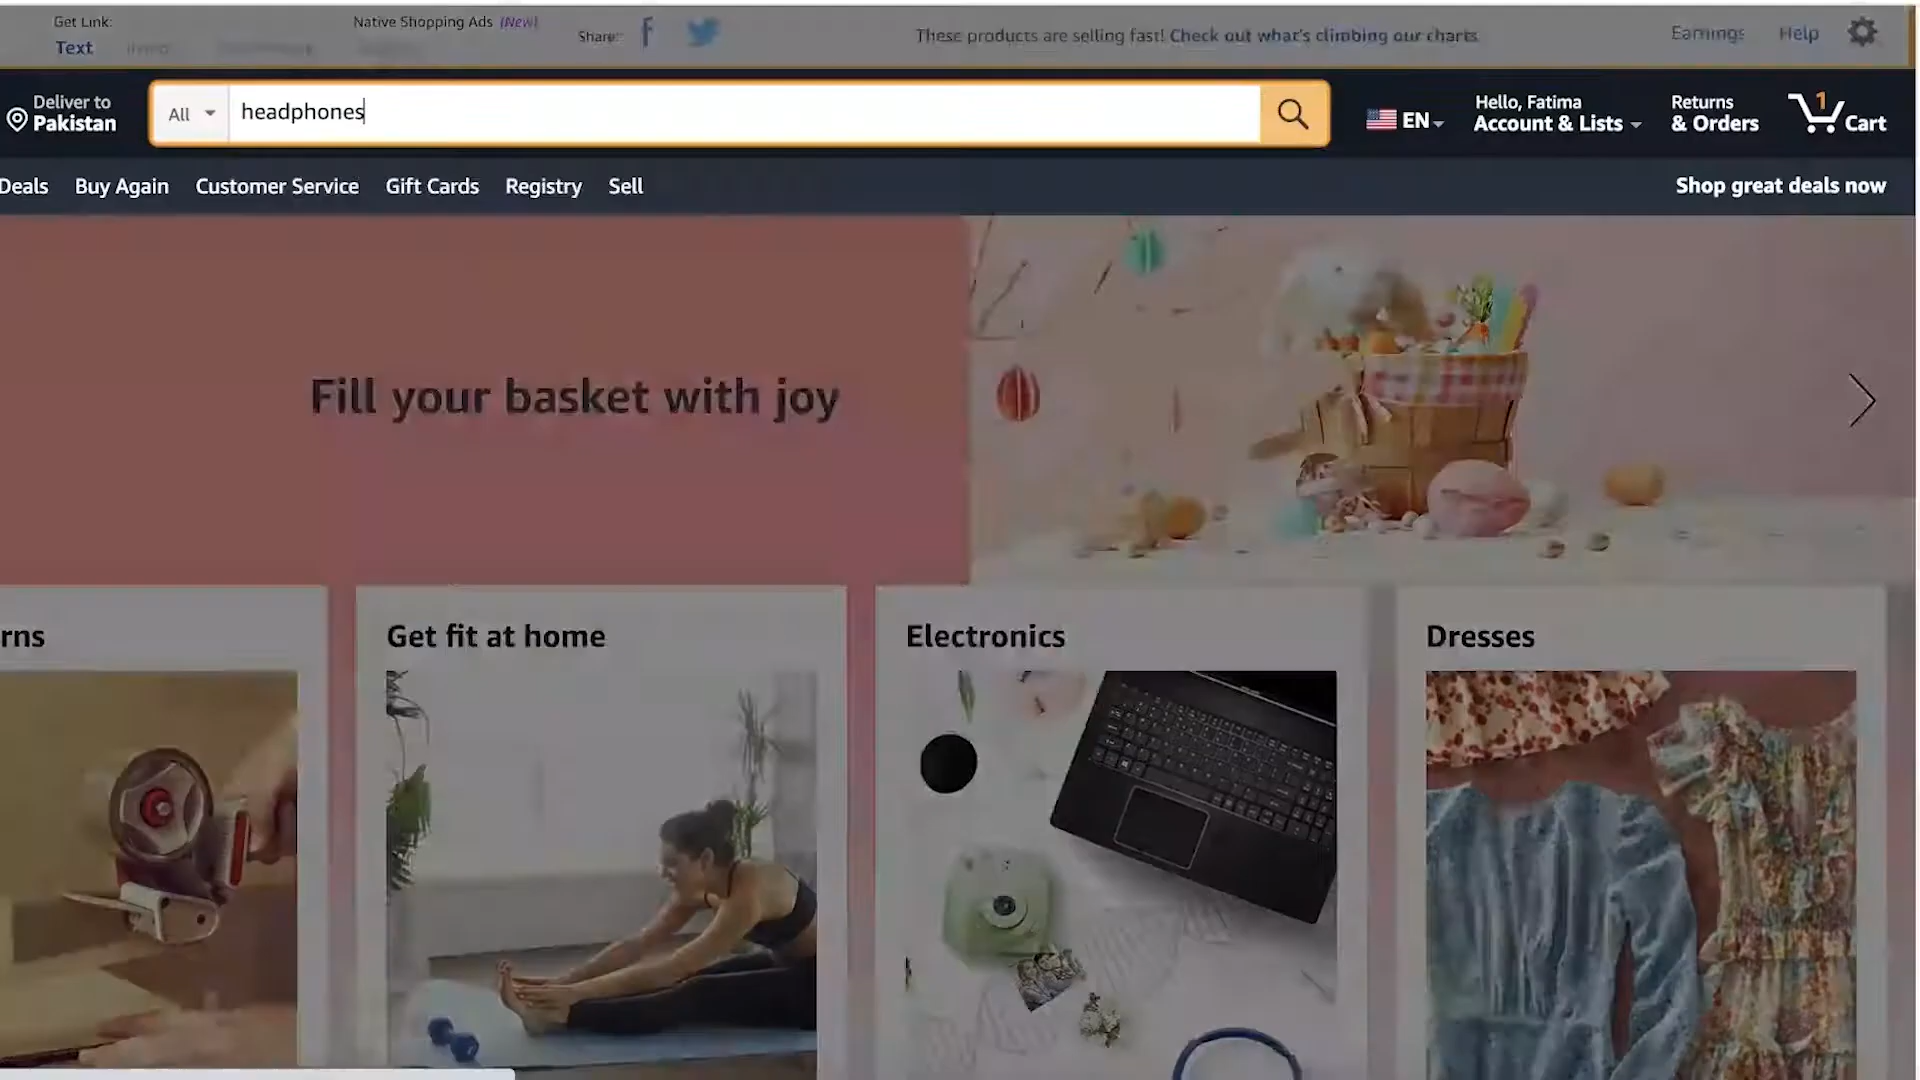 Get Link:
Text
Native Shopping Ads (New)
Share:
These products are selling fast! Check out what's climbing our charts.
Earnings
Help
Deliver to
Pakistan
All
headphones
EN
Hello, Fatima
Account & Lists
Returns
& Orders
1
Cart
Deals
Buy Again
Customer Service
Gift Cards
Registry
Sell
Shop great deals now
Fill your basket with joy
rns
Get fit at home
Electronics
Dresses